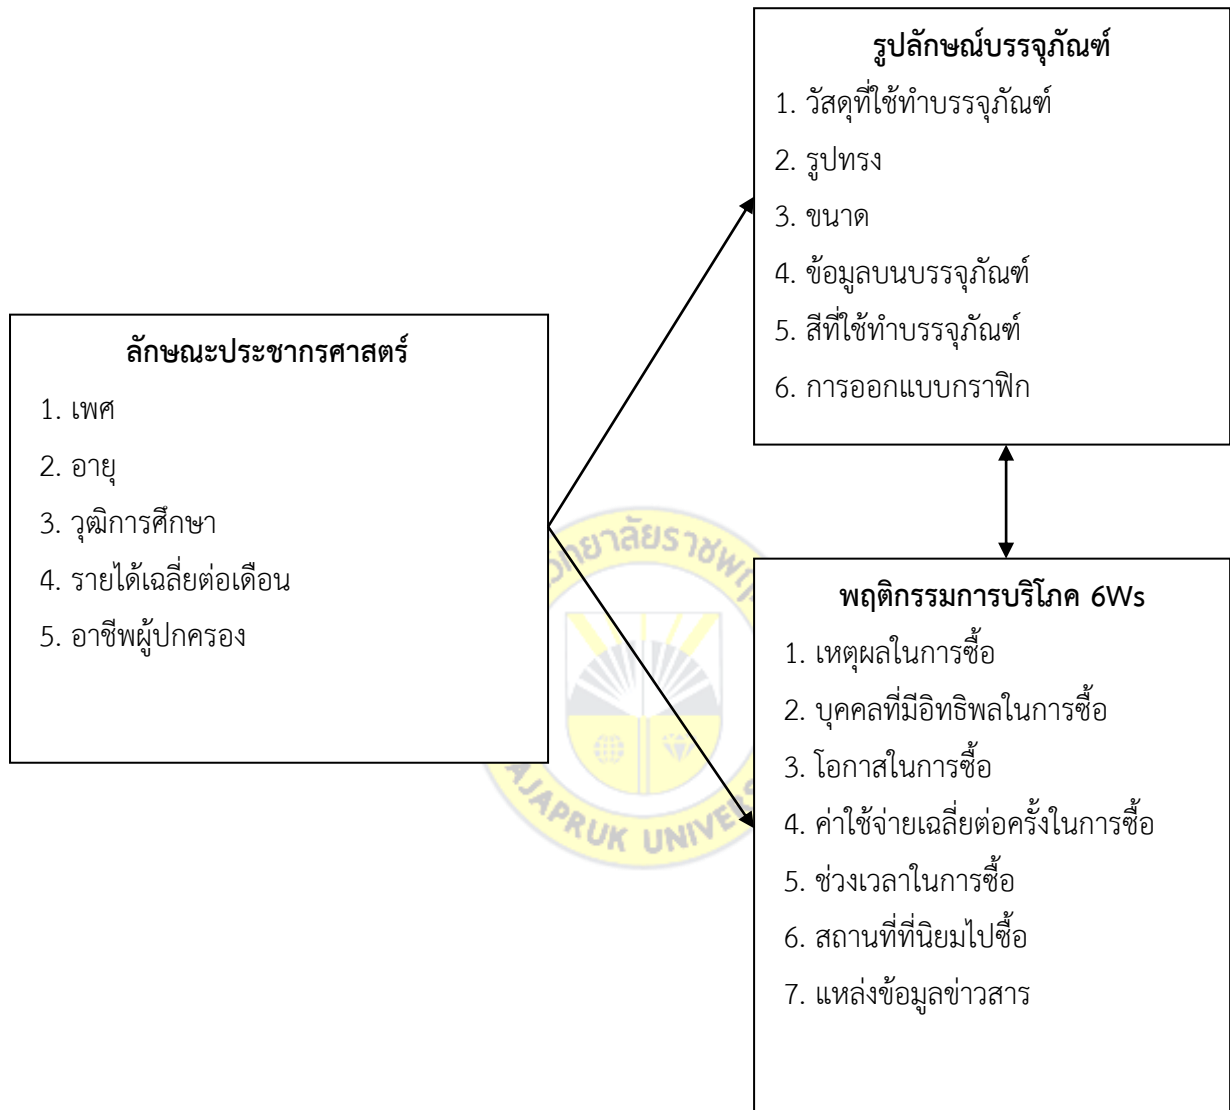 รูปลักษณ์บรรจุภัณฑ์
1. วัสดุที่ใช้ทำบรรจุภัณฑ์
2. รูปทรง
3. ขนาด
4. ข้อมูลบนบรรจุภัณฑ์
5. สีที่ใช้ทำบรรจุภัณฑ์
6. การออกแบบกราฟิก
ลักษณะประชากรศาสตร์
1. เพศ
2. อายุ
3. วุฒิการศึกษา
4. รายได้เฉลี่ยต่อเดือน
5. อาชีพผู้ปกครอง
พฤติกรรมการบริโภค 6Ws
1. เหตุผลในการซื้อ
2. บุคคลที่มีอิทธิพลในการซื้อ
3. โอกาสในการซื้อ
4. ค่าใช้จ่ายเฉลี่ยต่อครั้งในการซื้อ
5. ช่วงเวลาในการซื้อ
6. สถานที่ที่นิยมไปซื้อ
7. แหล่งข้อมูลข่าวสาร